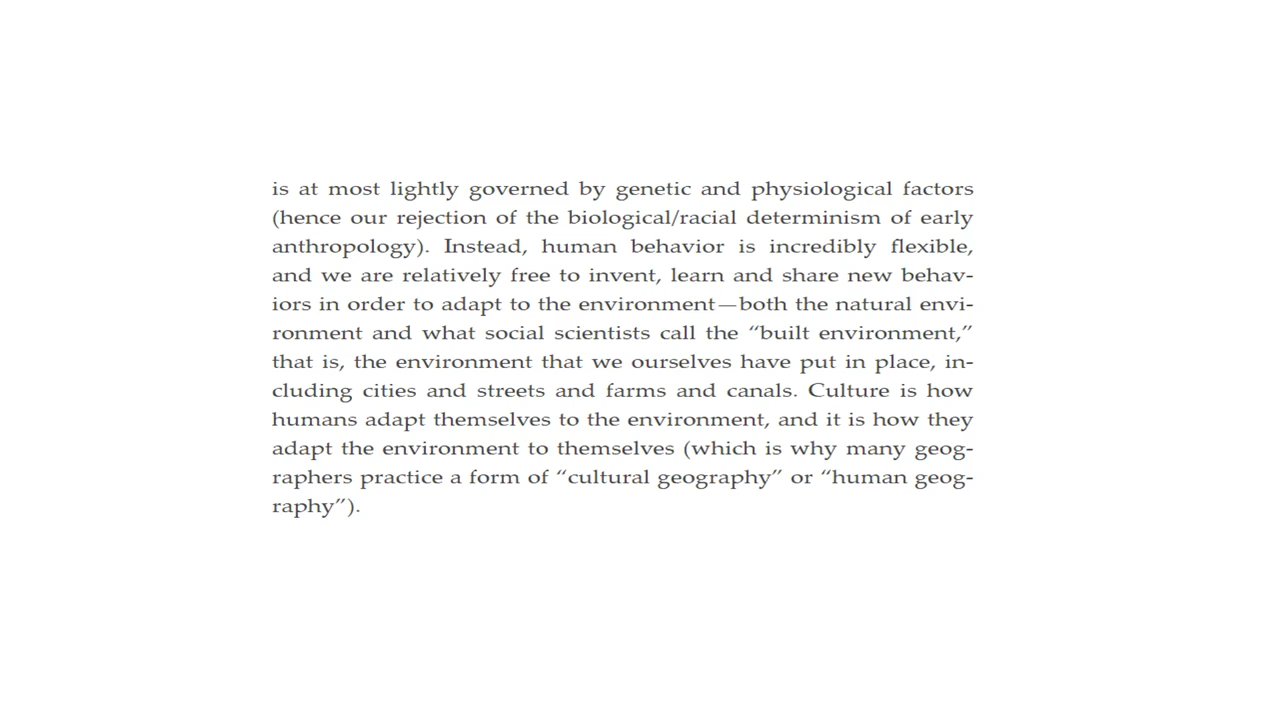 is at most lightly governed by genetic and physiological factors
(hence our rejection of the biological/racial determinism of early
anthropology). Instead, human behavior is incredibly flexible,
and we are relatively free to invent, learn and share new behav-
iors in order to adapt to the environment—both the natural envi-
ronment and what social scientists call the “built environment,”
that is, the environment that we ourselves have put in place, in-
cluding cities and streets and farms and canals. Culture is how
humans adapt themselves to the environment, and it is how they
adapt the environment to themselves (which is why many geog-
raphers practice a form of “cultural geography” or “human geog-
raphy”).